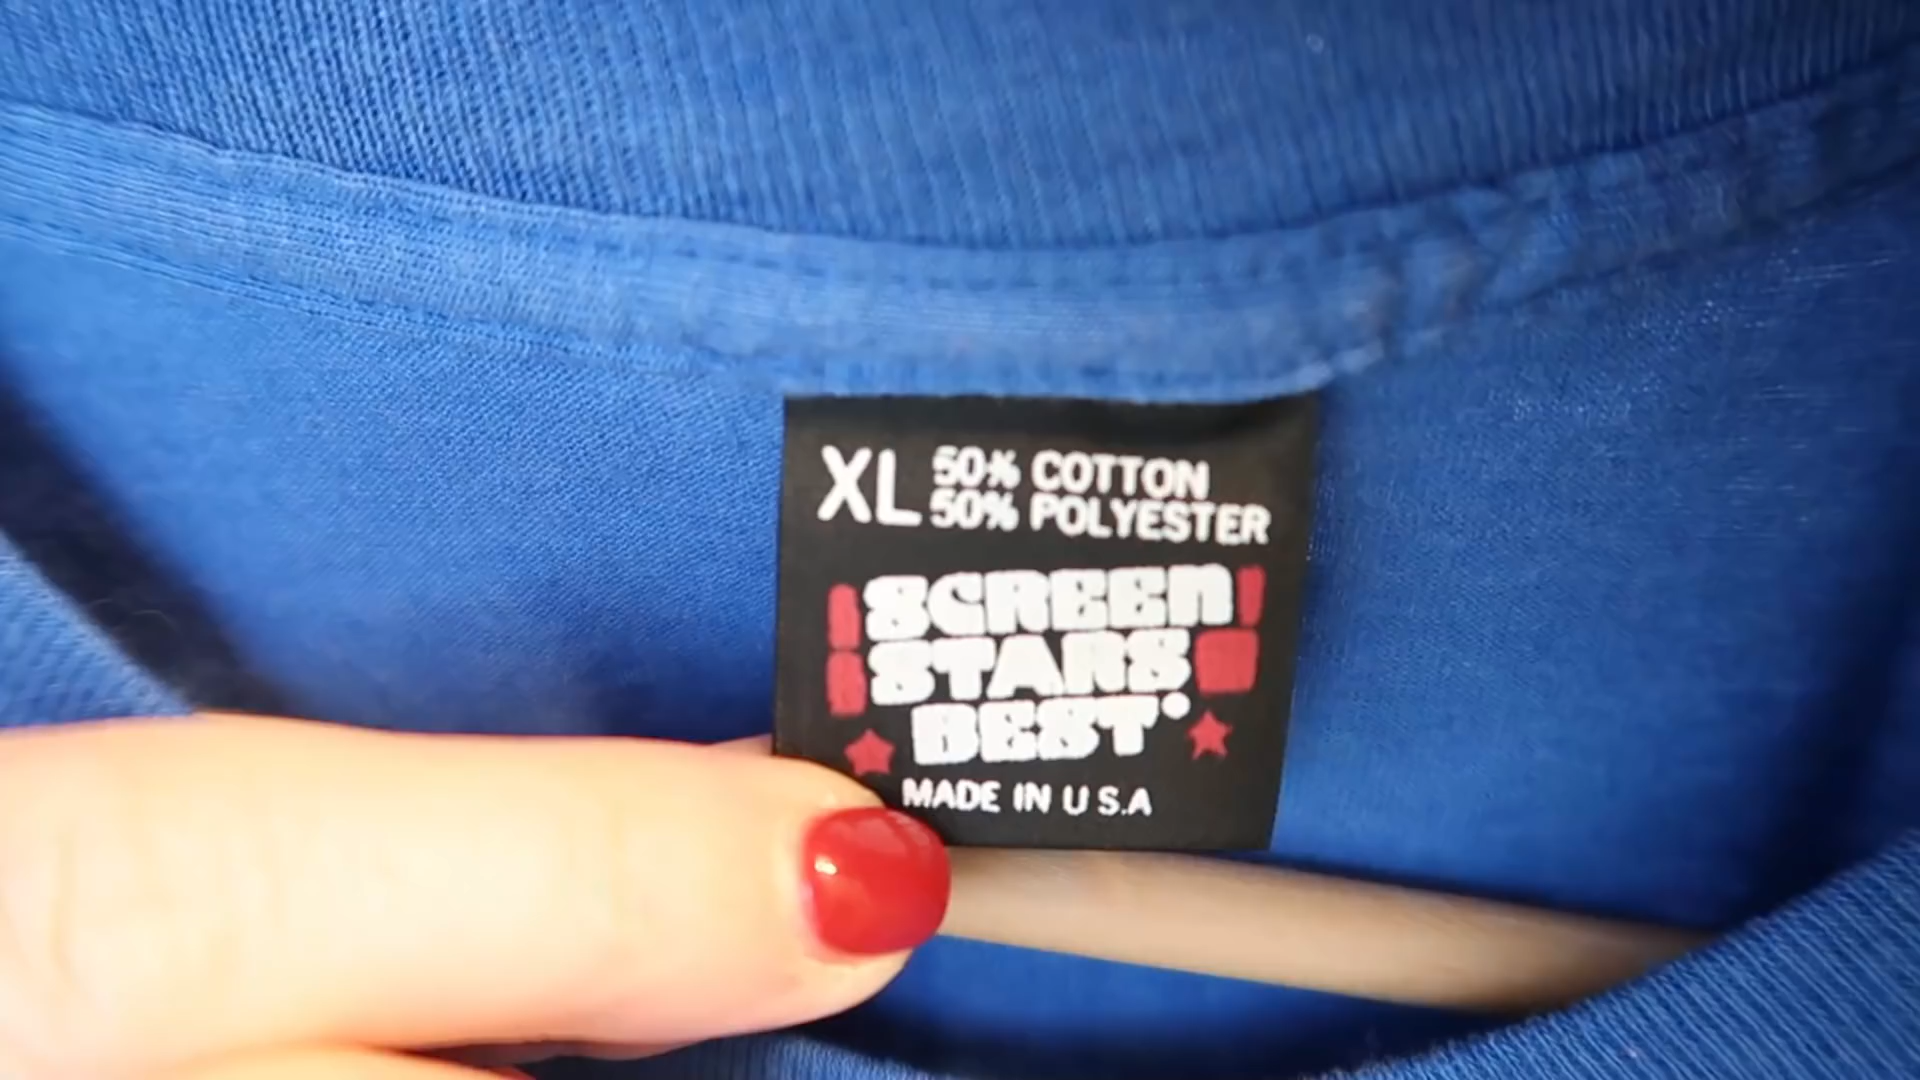 XL 50% COTTON
50% POLYESTER
SCREEN
STARS
BEST
MADE IN U S.A